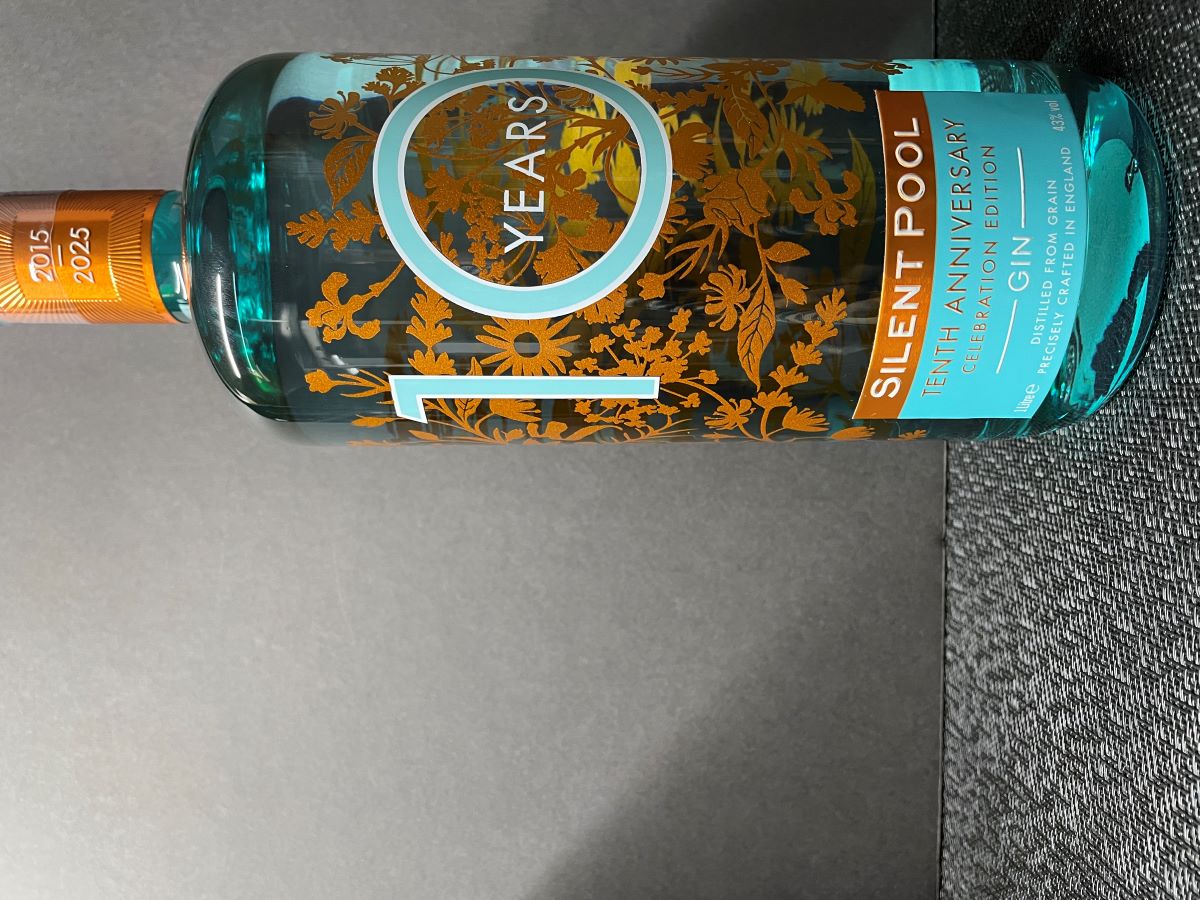 2015
2025
10
YEARS
SILENT POOL
TENTH ANNIVERSARY
CELEBRATION EDITION
GIN
DISTILLED FROM GRAIN
1Litre℮ PRECISELY CRAFTED IN ENGLAND 43% vol